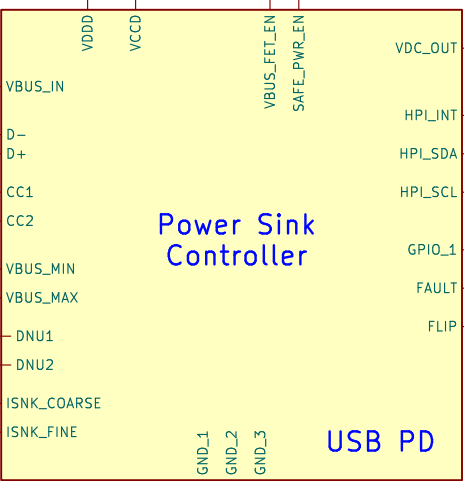 VDDD
VCCD
VBUS_FET_EN
SAFE_PWR_EN
VDC_OUT
VBUS_IN
HPI_INT
D-
D+
HPI_SDA
CC1
HPI_SCL
CC2
Power Sink
Controller
GPIO_1
VBUS_MIN
FAULT
VBUS_MAX
FLIP
DNU1
DNU2
ISNK_COARSE
ISNK_FINE
GND_1
GND_2
GND_3
USB PD